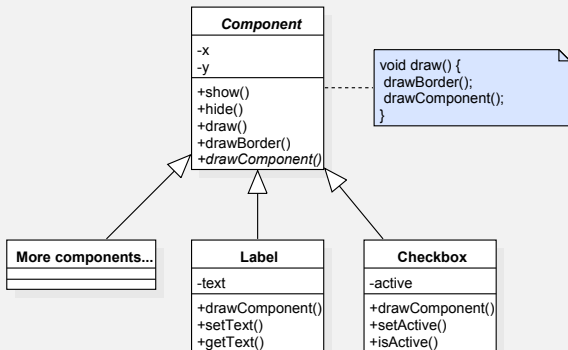 Component
-x
-y
+show()
+hide()
+draw()
+drawBorder()
+drawComponent()
void draw() {
drawBorder();
drawComponent();
}
More components...
Label
-text
+drawComponent()
+setText()
+getText()
Checkbox
-active
+drawComponent()
+setActive()
+isActive()